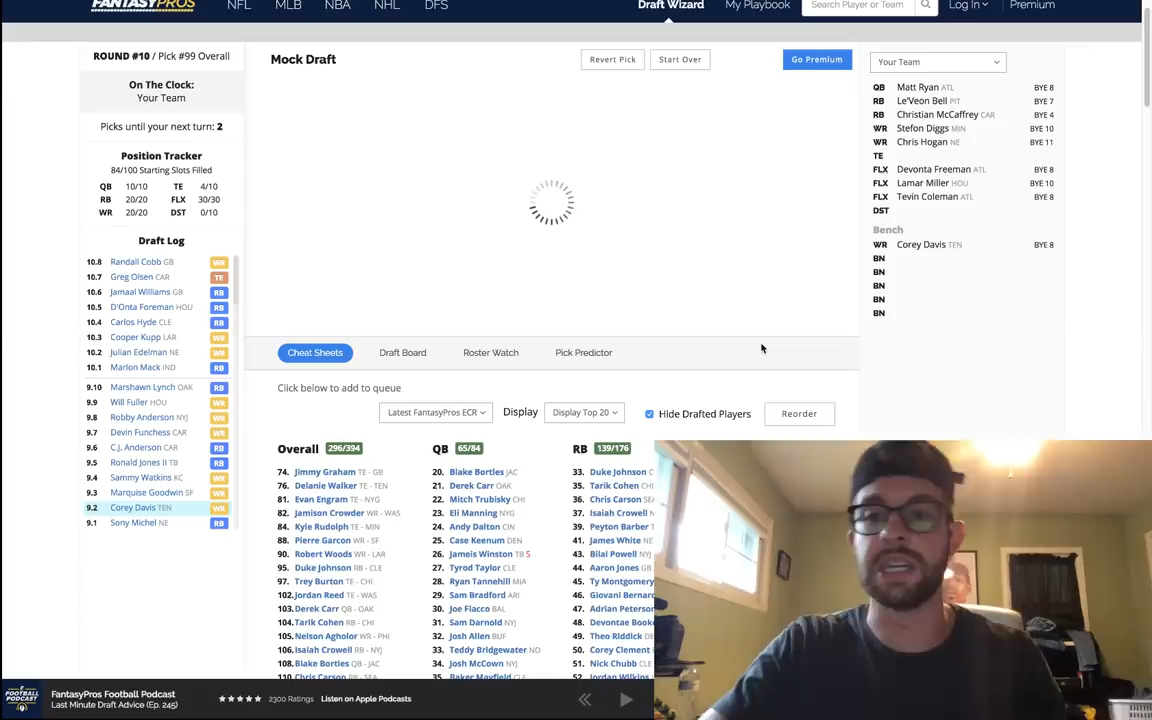 FANTASYPROS NFL MLB NBA NHL DFS Draft Wizard My Playbook Search Player or Team Log In Premium
ROUND #10 / Pick #99 Overall
On The Clock:
Your Team
Picks until your next turn: 2
Position Tracker
84/100 Starting Slots Filled
QB 10/10 TE 4/10
RB 20/20 FLX 30/30
WR 20/20 DST 0/10
Draft Log
10.8 Randall Cobb GB WR
10.7 Greg Olsen CAR TE
10.6 Jamaal Williams GB RB
10.5 D'Onta Foreman HOU RB
10.4 Carlos Hyde CLE RB
10.3 Cooper Kupp LAR WR
10.2 Julian Edelman NE WR
10.1 Marlon Mack IND RB
9.10 Marshawn Lynch OAK RB
9.9 Will Fuller HOU WR
9.8 Robby Anderson NYJ WR
9.7 Devin Funchess CAR WR
9.6 C.J. Anderson CAR RB
9.5 Ronald Jones II TB RB
9.4 Sammy Watkins KC WR
9.3 Marquise Goodwin SF WR
9.2 Corey Davis TEN WR
9.1 Sony Michel NE RB
Mock Draft Revert Pick Start Over Go Premium
Cheat Sheets Draft Board Roster Watch Pick Predictor
Click below to add to queue
Latest FantasyPros ECR Display Display Top 20 Hide Drafted Players Reorder
Overall 296/394
74. Jimmy Graham TE - GB
76. Delanie Walker TE - TEN
81. Evan Engram TE - NYG
82. Jamison Crowder WR - WAS
84. Kyle Rudolph TE - MIN
88. Pierre Garcon WR - SF
90. Robert Woods WR - LAR
95. Duke Johnson RB - CLE
97. Trey Burton TE - CHI
102. Jordan Reed TE - WAS
103. Derek Carr QB - OAK
104. Tarik Cohen RB - CHI
105. Nelson Agholor WR - PHI
106. Isaiah Crowell RB - NYJ
108. Blake Bortles QB - JAC
110. Chris Carson RB - SEA
QB 65/84
20. Blake Bortles JAC
21. Derek Carr OAK
22. Mitch Trubisky CHI
23. Eli Manning NYG
24. Andy Dalton CIN
25. Case Keenum DEN
26. Jameis Winston TB S
27. Tyrod Taylor CLE
28. Ryan Tannehill MIA
29. Sam Bradford ARI
30. Joe Flacco BAL
31. Sam Darnold NYJ
32. Josh Allen BUF
33. Teddy Bridgewater NO
34. Josh McCown NYJ
35. Baker Mayfield CLE
RB 139/176
33. Duke Johnson C
35. Tarik Cohen CHI
36. Chris Carson SEA
37. Isaiah Crowell N
39. Peyton Barber T
41. James White NE
43. Bilal Powell NYJ
44. Aaron Jones GB
45. Ty Montgomery
46. Giovani Bernard
47. Adrian Peterson
48. Devontae Booke
49. Theo Riddick DE
50. Corey Clement
51. Nick Chubb CLE
52. Jordan Wilkins
Your Team
QB Matt Ryan ATL BYE 8
RB Le'Veon Bell PIT BYE 7
RB Christian McCaffrey CAR BYE 4
WR Stefon Diggs MIN BYE 10
WR Chris Hogan NE BYE 11
TE
FLX Devonta Freeman ATL BYE 8
FLX Lamar Miller HOU BYE 10
FLX Tevin Coleman ATL BYE 8
DST
Bench
WR Corey Davis TEN BYE 8
BN
BN
BN
BN
BN
FOOTBALL PODCAST
FantasyPros Football Podcast
Last Minute Draft Advice (Ep. 245)
2300 Ratings Listen on Apple Podcasts